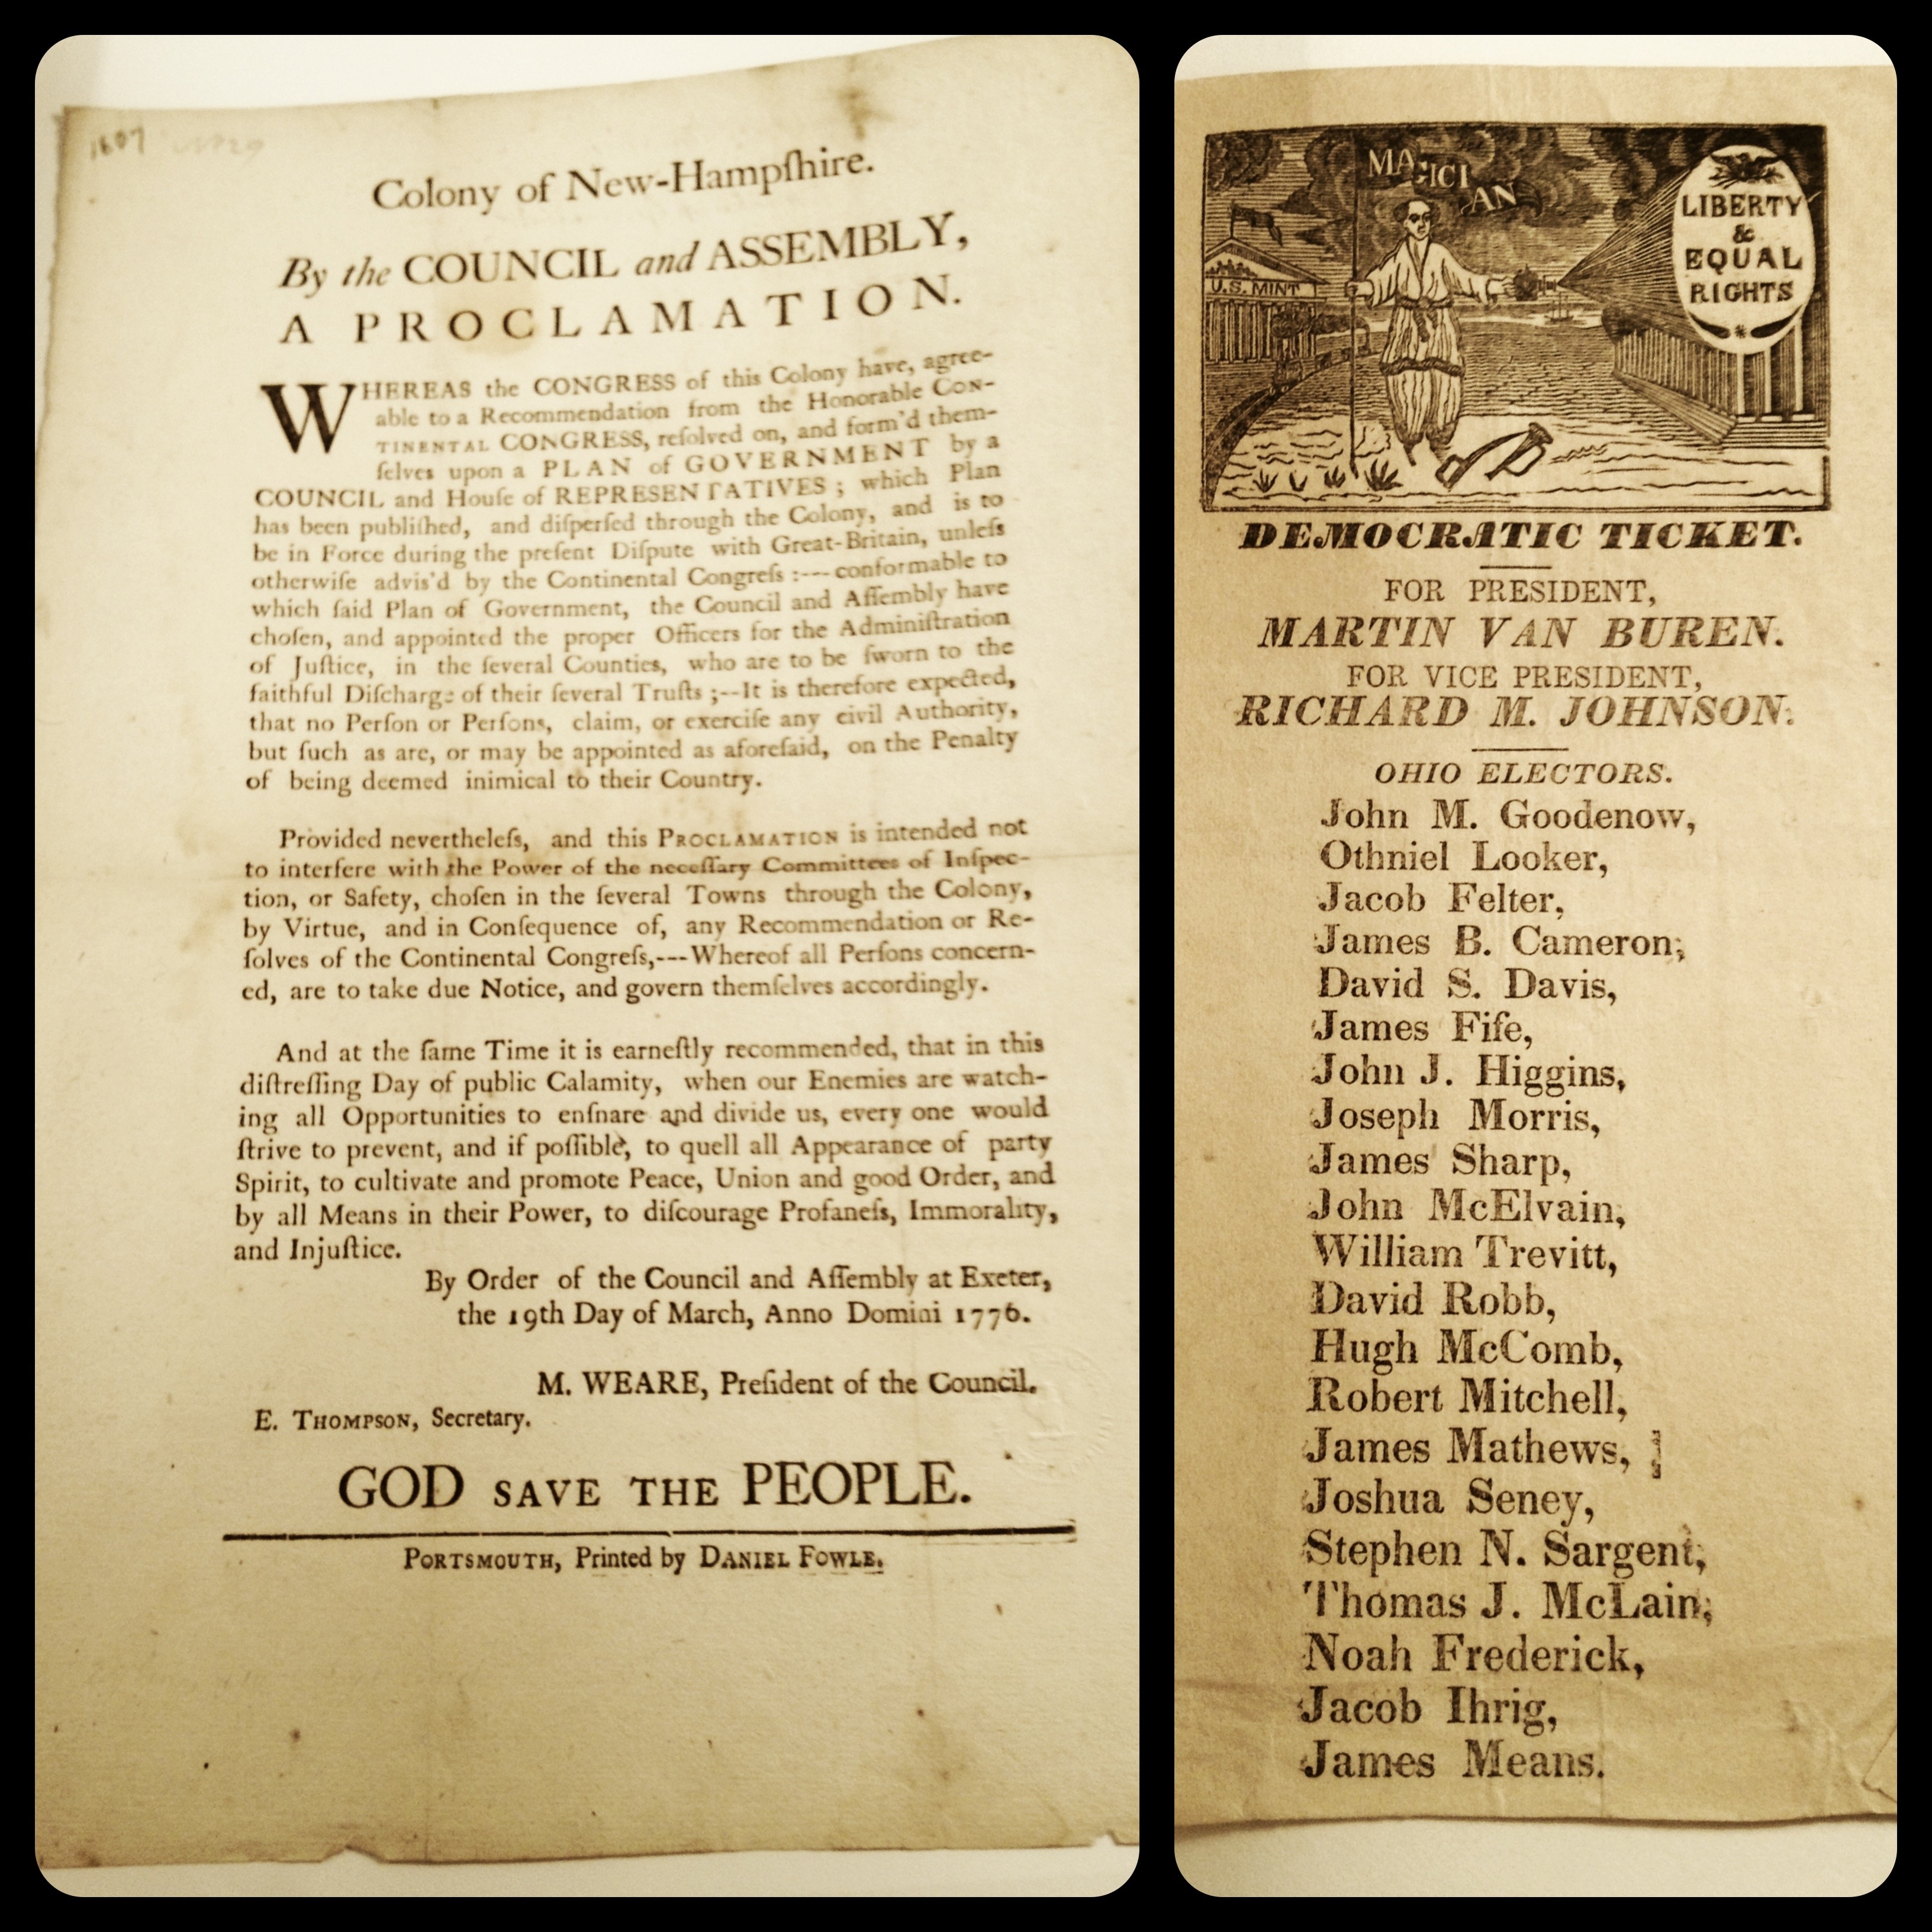 1607
Colony of New-Hampſhire.
By the COUNCIL and ASSEMBLY,
A PROCLAMATION.
WHEREAS the CONGRESS of this Colony have, agree-
able to a Recommendation from the Honorable CON-
TINENTAL CONGRESS, reſolved on, and form'd them-
ſelves upon a PLAN of GOVERNMENT by a
COUNCIL and Houſe of REPRESENTATIVES ; which Plan
has been publiſhed, and diſperſed through the Colony, and is to
be in Force during the preſent Diſpute with Great-Britain, unleſs
otherwiſe advis'd by the Continental Congreſs :---conformable to
which ſaid Plan of Government, the Council and Aſſembly have
choſen, and appointed the proper Officers for the Adminiſtration
of Juſtice, in the ſeveral Counties, who are to be ſworn to the
faithful Diſcharge of their ſeveral Truſts ;--It is therefore expected,
that no Perſon or Perſons, claim, or exerciſe any civil Authority,
but ſuch as are, or may be appointed as aforeſaid, on the Penalty
of being deemed inimical to their Country.
Provided nevertheleſs, and this PROCLAMATION is intended not
to interfere with the Power of the neceſſary Committees of Inſpec-
tion, or Safety, choſen in the ſeveral Towns through the Colony,
by Virtue, and in Conſequence of, any Recommendation or Re-
ſolves of the Continental Congreſs,---Whereof all Perſons concern-
ed, are to take due Notice, and govern themſelves accordingly.
And at the ſame Time it is earneſtly recommended, that in this
diſtreſſing Day of public Calamity, when our Enemies are watch-
ing all Opportunities to enſnare and divide us, every one would
ſtrive to prevent, and if poſſible, to quell all Appearance of party
Spirit, to cultivate and promote Peace, Union and good Order, and
by all Means in their Power, to diſcourage Profaneſs, Immorality,
and Injuſtice.
By Order of the Council and Aſſembly at Exeter,
the 19th Day of March, Anno Domini 1776.
M. WEARE, Preſident of the Council.
E. THOMPSON, Secretary.
GOD SAVE THE PEOPLE.
PORTSMOUTH, Printed by DANIEL FOWLE.
MAGICIAN
U.S. MINT
LIBERTY
&
EQUAL
RIGHTS
DEMOCRATIC TICKET.
FOR PRESIDENT,
MARTIN VAN BUREN.
FOR VICE PRESIDENT,
RICHARD M. JOHNSON.
OHIO ELECTORS.
John M. Goodenow,
Othniel Looker,
Jacob Felter,
James B. Cameron,
David S. Davis,
James Fife,
John J. Higgins,
Joseph Morris,
James Sharp,
John McElvain,
William Trevitt,
David Robb,
Hugh McComb,
Robert Mitchell,
James Mathews,
Joshua Seney,
Stephen N. Sargent,
Thomas J. McLain,
Noah Frederick,
Jacob Ihrig,
James Means.